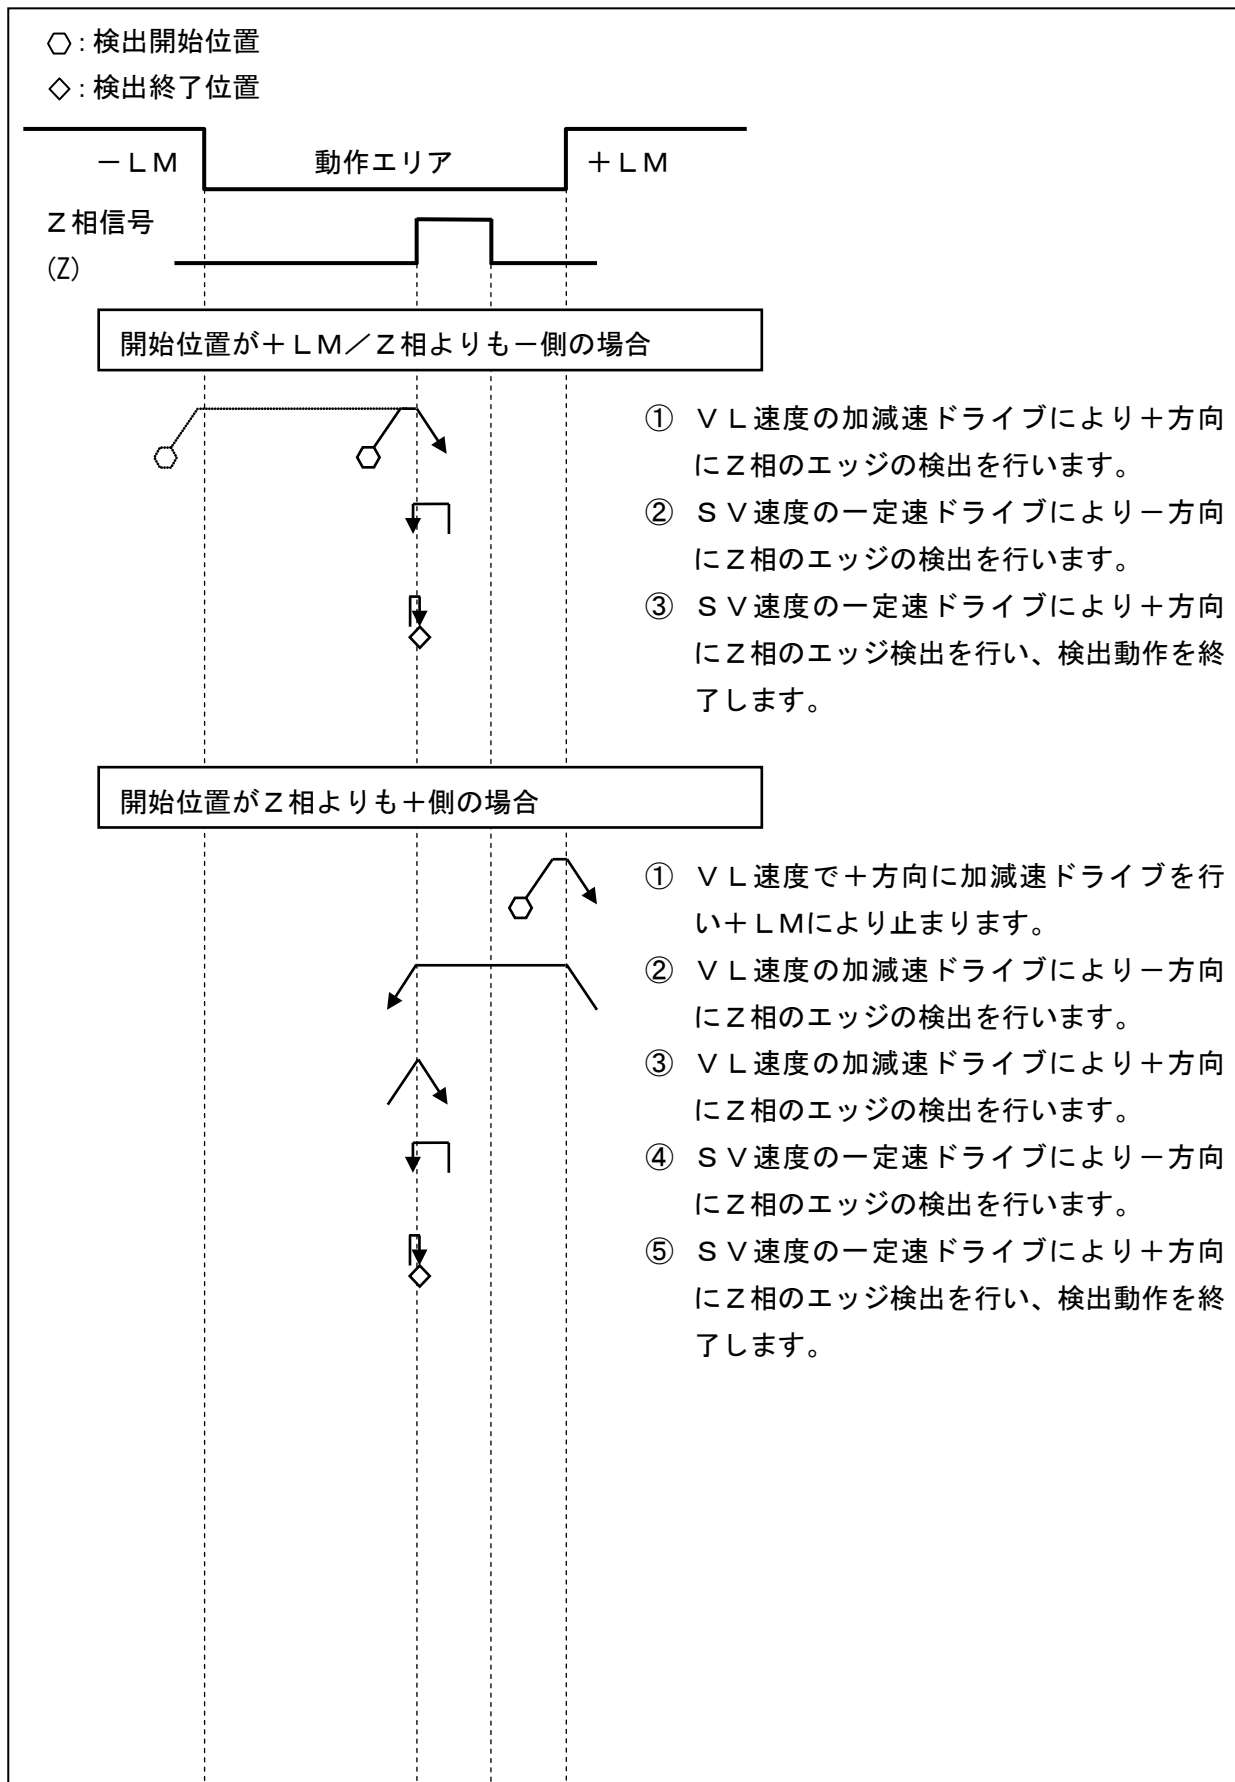 ⬡：検出開始位置
◇：検出終了位置
－ＬＭ
動作エリア
＋ＬＭ
Ｚ相信号
(Z)
開始位置が＋ＬＭ／Ｚ相よりも－側の場合
① ＶＬ速度の加減速ドライブにより＋方向
にＺ相のエッジの検出を行います。
② ＳＶ速度の一定速ドライブにより－方向
にＺ相のエッジの検出を行います。
③ ＳＶ速度の一定速ドライブにより＋方向
にＺ相のエッジ検出を行い、検出動作を終
了します。
開始位置がＺ相よりも＋側の場合
① ＶＬ速度で＋方向に加減速ドライブを行
い＋ＬＭにより止まります。
② ＶＬ速度の加減速ドライブにより－方向
にＺ相のエッジの検出を行います。
③ ＶＬ速度の加減速ドライブにより＋方向
にＺ相のエッジの検出を行います。
④ ＳＶ速度の一定速ドライブにより－方向
にＺ相のエッジの検出を行います。
⑤ ＳＶ速度の一定速ドライブにより＋方向
にＺ相のエッジ検出を行い、検出動作を終
了します。